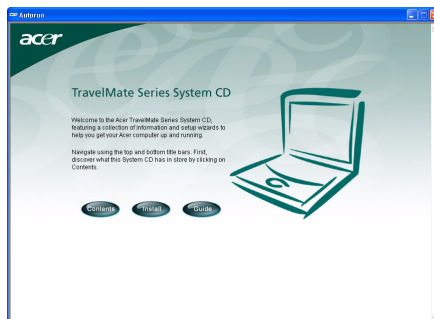 Autorun
acer
TravelMate Series System CD
Welcome to the Acer TravelMate Series System CD,
featuring a collection of information and setup wizards to
help you get your Acer computer up and running.
Navigate using the top and bottom title bars. First,
discover what this System CD has in store by clicking on
Contents.
Contents Install Guide